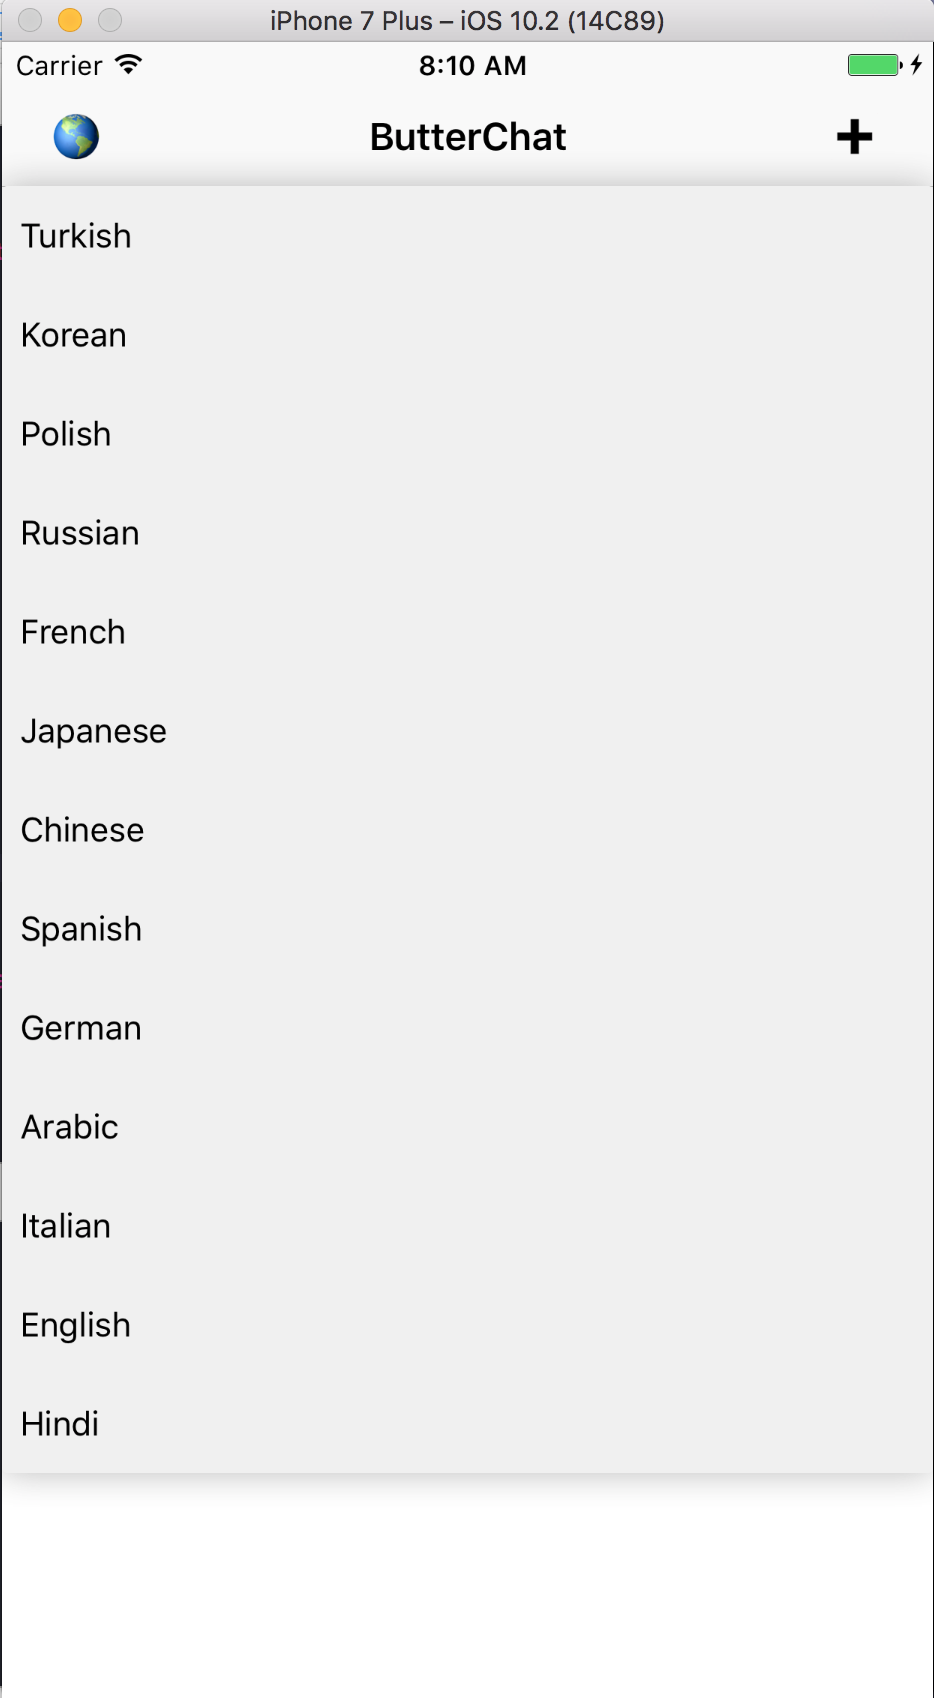 iPhone 7 Plus – iOS 10.2 (14C89)
Carrier 8:10 AM
ButterChat
Turkish
Korean
Polish
Russian
French
Japanese
Chinese
Spanish
German
Arabic
Italian
English
Hindi